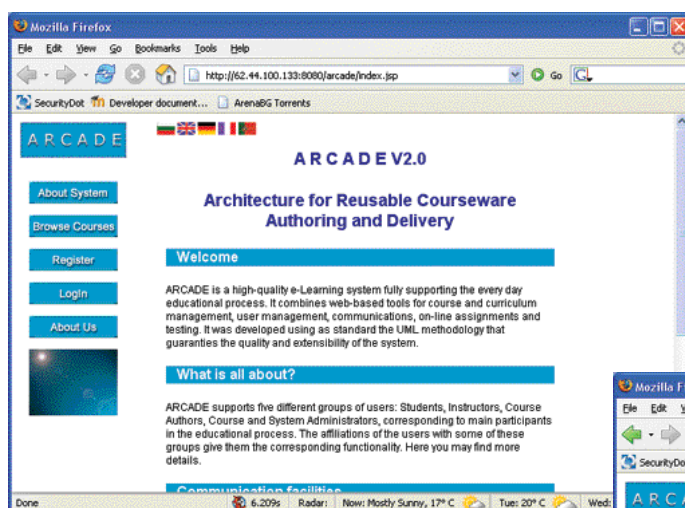 Mozilla Firefox
File Edit View Go Bookmarks Tools Help
http://62.44.100.133:8080/arcade/index.jsp Go
SecurityDot Developer document... ArenaBG Torrents
ARCADE
About System
Browse Courses
Register
LogIn
About Us
A R C A D E V2.0
Architecture for Reusable Courseware
Authoring and Delivery
Welcome
ARCADE is a high-quality e-Learning system fully supporting the every day
educational process. It combines web-based tools for course and curriculum
management, user management, communications, on-line assignments and
testing. It was developed using as standard the UML methodology that
guaranties the quality and extensibility of the system.
What is all about?
ARCADE supports five different groups of users: Students, Instructors, Course
Authors, Course and System Administrators, corresponding to main participants
in the educational process. The affiliations of the users with some of these
groups give them the corresponding functionality. Here you may find more
details.
Communication facilities
Done 6.209s Radar: Now: Mostly Sunny, 17° C Tue: 20° C Wed:
Mozilla F
File Edit
SecurityDo
A R C